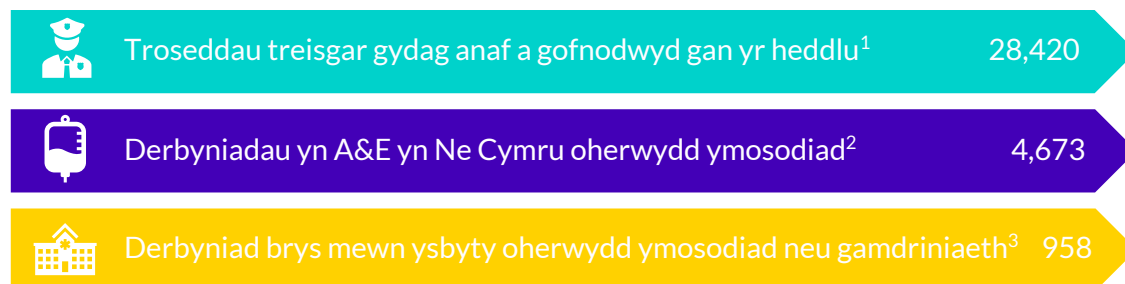 Troseddau treisgar gydag anaf a gofnodwyd gan yr heddlu¹ 28,420
Derbyniadau yn A&E yn Ne Cymru oherwydd ymosodiad² 4,673
Derbyniad brys mewn ysbyty oherwydd ymosodiad neu gamdriniaeth³ 958